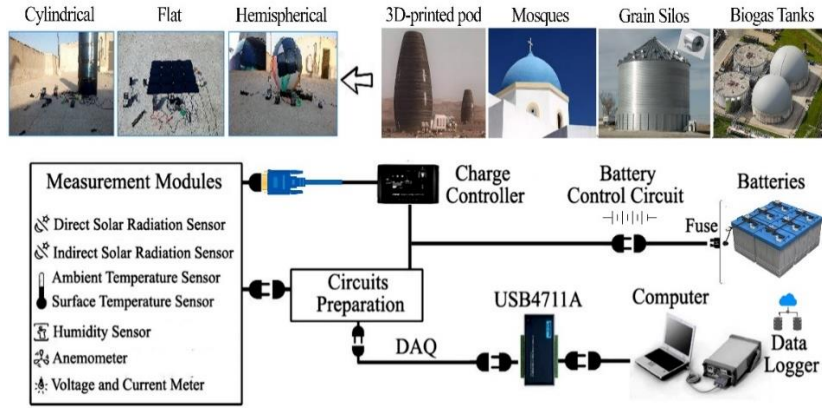 Cylindrical
Flat
Hemispherical
3D-printed pod
Mosques
Grain Silos
Biogas Tanks
Measurement Modules
Direct Solar Radiation Sensor
Indirect Solar Radiation Sensor
Ambient Temperature Sensor
Surface Temperature Sensor
Humidity Sensor
Anemometer
Voltage and Current Meter
Charge
Controller
Battery
Control Circuit
Batteries
Fuse
Circuits
Preparation
DAQ
USB4711A
Computer
Data
Logger